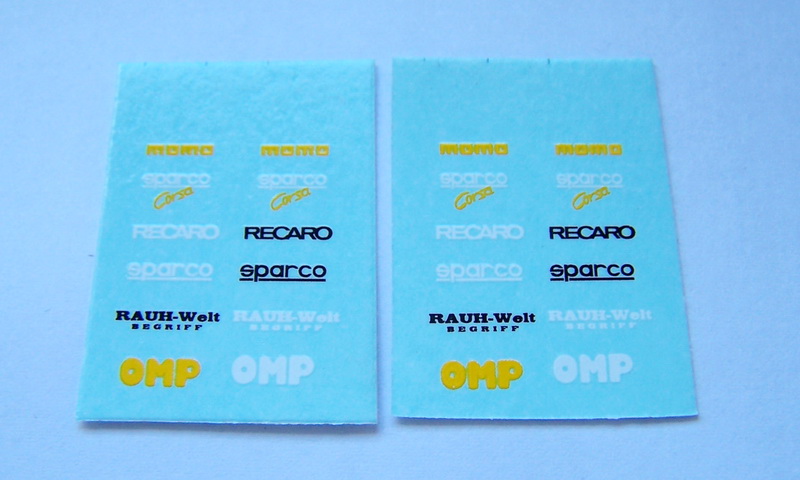 momo momo
sparco sparco
Corsa Corsa
RECARO RECARO
sparco sparco
RAUH-Welt RAUH-Welt
BEGRIFF BEGRIFF
OMP OMP
momo momo
sparco sparco
Corsa Corsa
RECARO RECARO
sparco sparco
RAUH-Welt RAUH-Welt
BEGRIFF BEGRIFF
OMP OMP